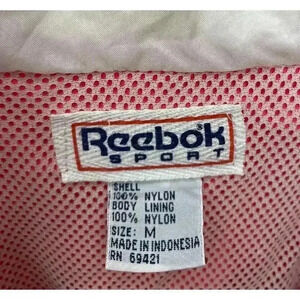 Reebok
SPORT
SHELL
100% NYLON
BODY LINING
100% NYLON
SIZE: M
MADE IN INDONESIA
RN 69421